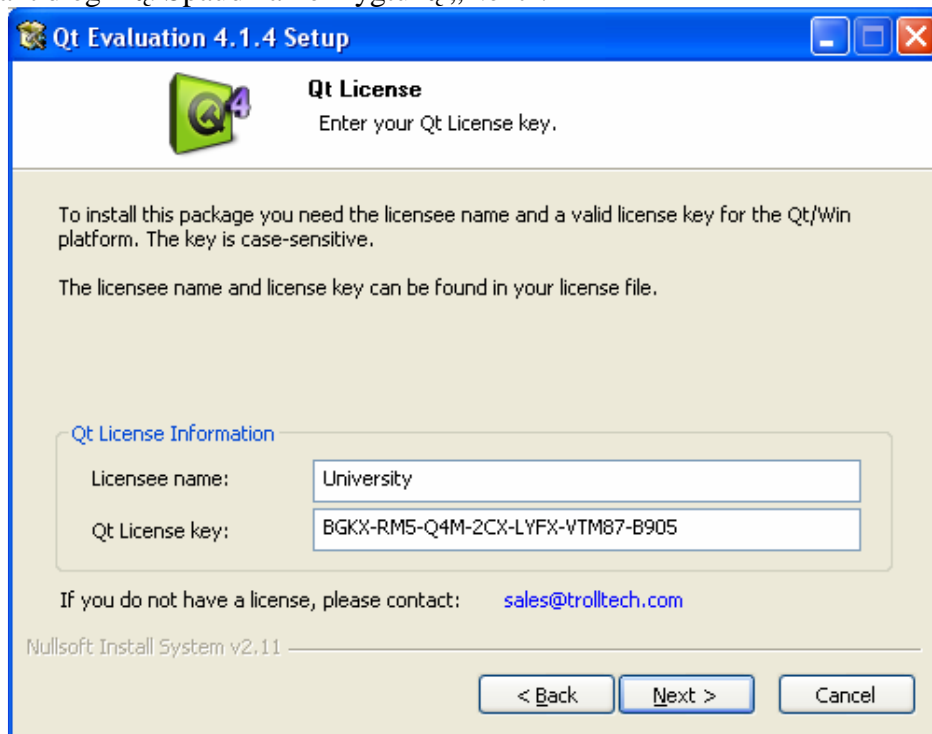 Qt Evaluation 4.1.4 Setup
Qt License
Enter your Qt License key.
To install this package you need the licensee name and a valid license key for the Qt/Win
platform. The key is case-sensitive.
The licensee name and license key can be found in your license file.
Qt License Information
Licensee name: University
Qt License key: BGKX-RM5-Q4M-2CX-LYFX-VTM87-B905
If you do not have a license, please contact: sales@trolltech.com
Nullsoft Install System v2.11
< Back Next > Cancel